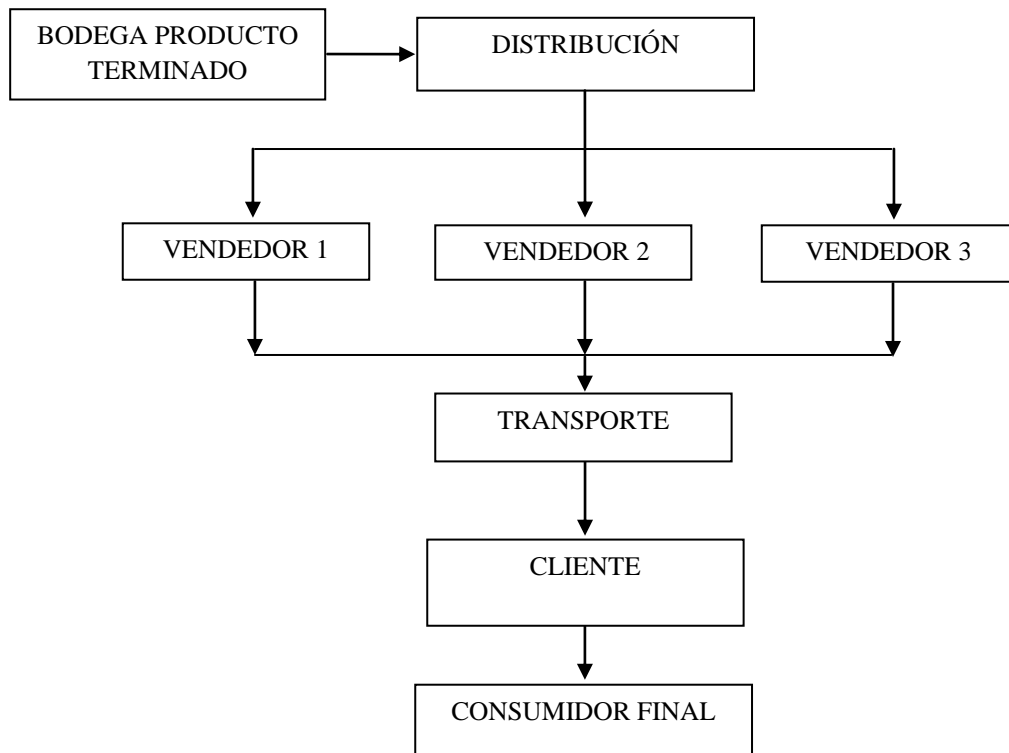 BODEGA PRODUCTO
TERMINADO
DISTRIBUCIÓN
VENDEDOR 1
VENDEDOR 2
VENDEDOR 3
TRANSPORTE
CLIENTE
CONSUMIDOR FINAL